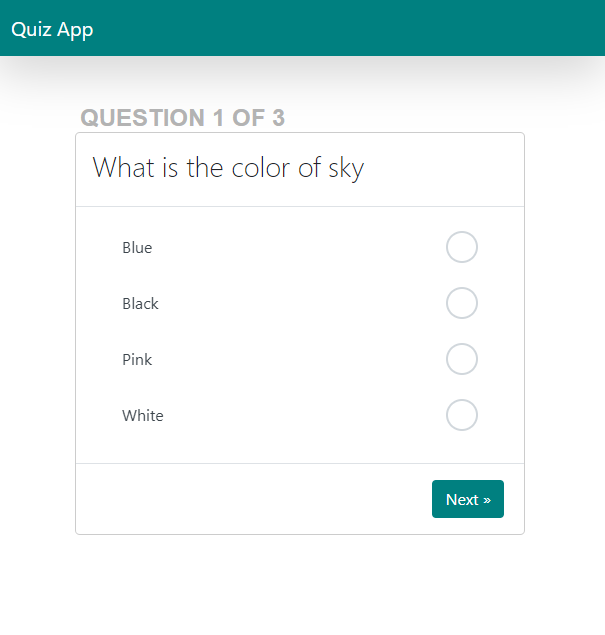 Quiz App
QUESTION 1 OF 3
What is the color of sky
Blue
Black
Pink
White
Next »